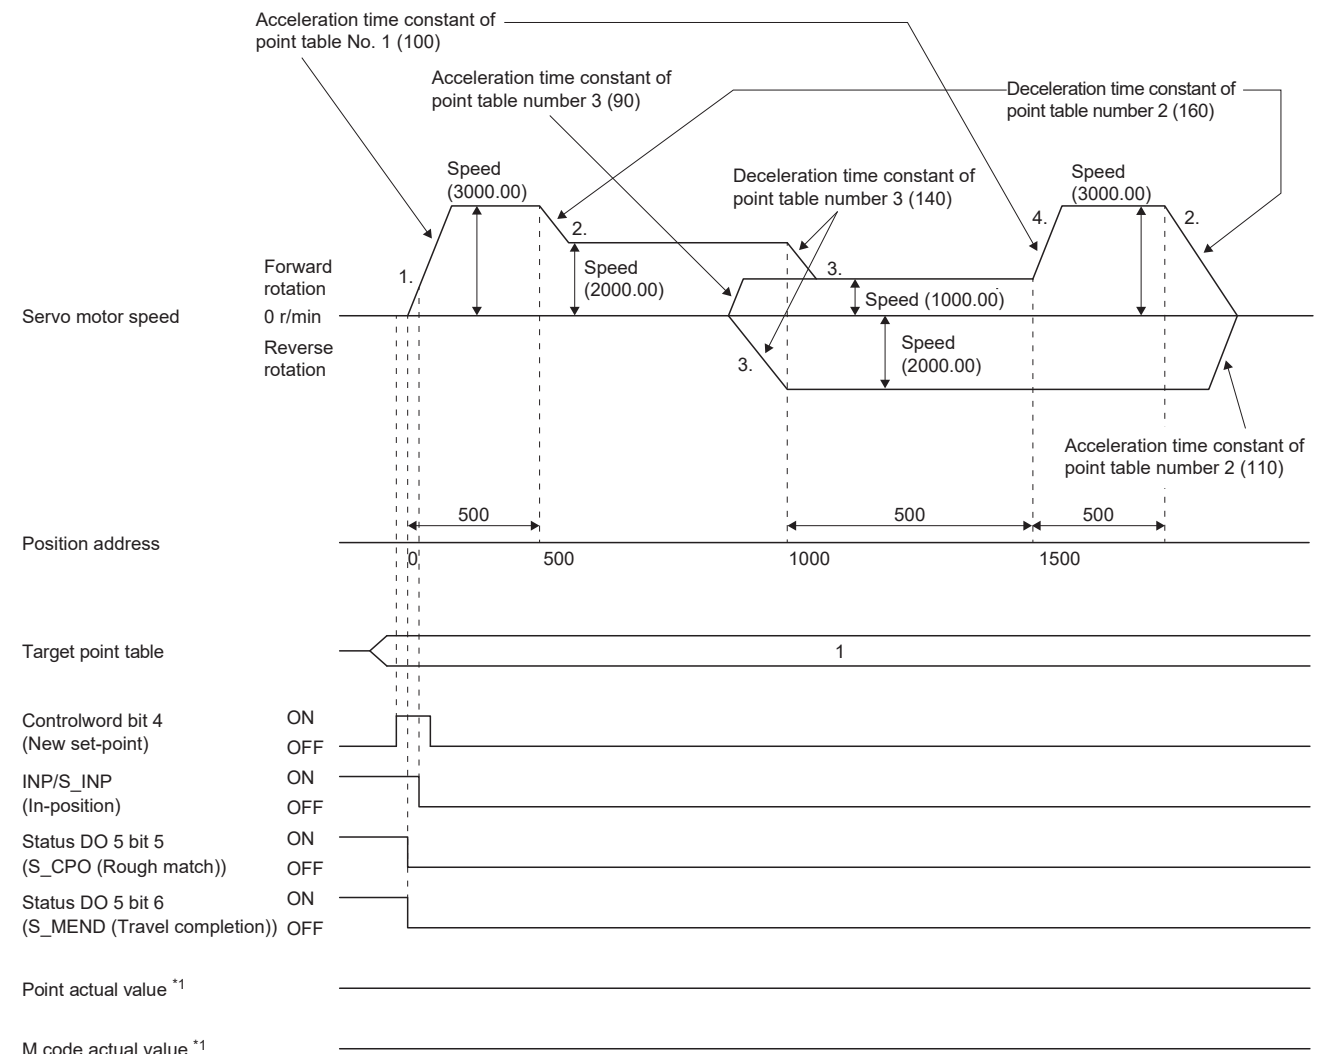 Acceleration time constant of
point table No. 1 (100)
Acceleration time constant of
point table number 3 (90)
Deceleration time constant of
point table number 2 (160)
Speed
(3000.00)
Deceleration time constant of
point table number 3 (140)
Speed
(3000.00)
4.
2.
2.
1.
3.
Forward
rotation
Speed
(2000.00)
Speed (1000.00)
Servo motor speed
0 r/min
Reverse
rotation
3.
Speed
(2000.00)
Acceleration time constant of
point table number 2 (110)
500
500
500
Position address
0
500
1000
1500
Target point table
1
Controlword bit 4
(New set-point)
ON
OFF
INP/S_INP
(In-position)
ON
OFF
Status DO 5 bit 5
(S_CPO (Rough match))
ON
OFF
Status DO 5 bit 6
(S_MEND (Travel completion))
ON
OFF
Point actual value *1
M code actual value *1